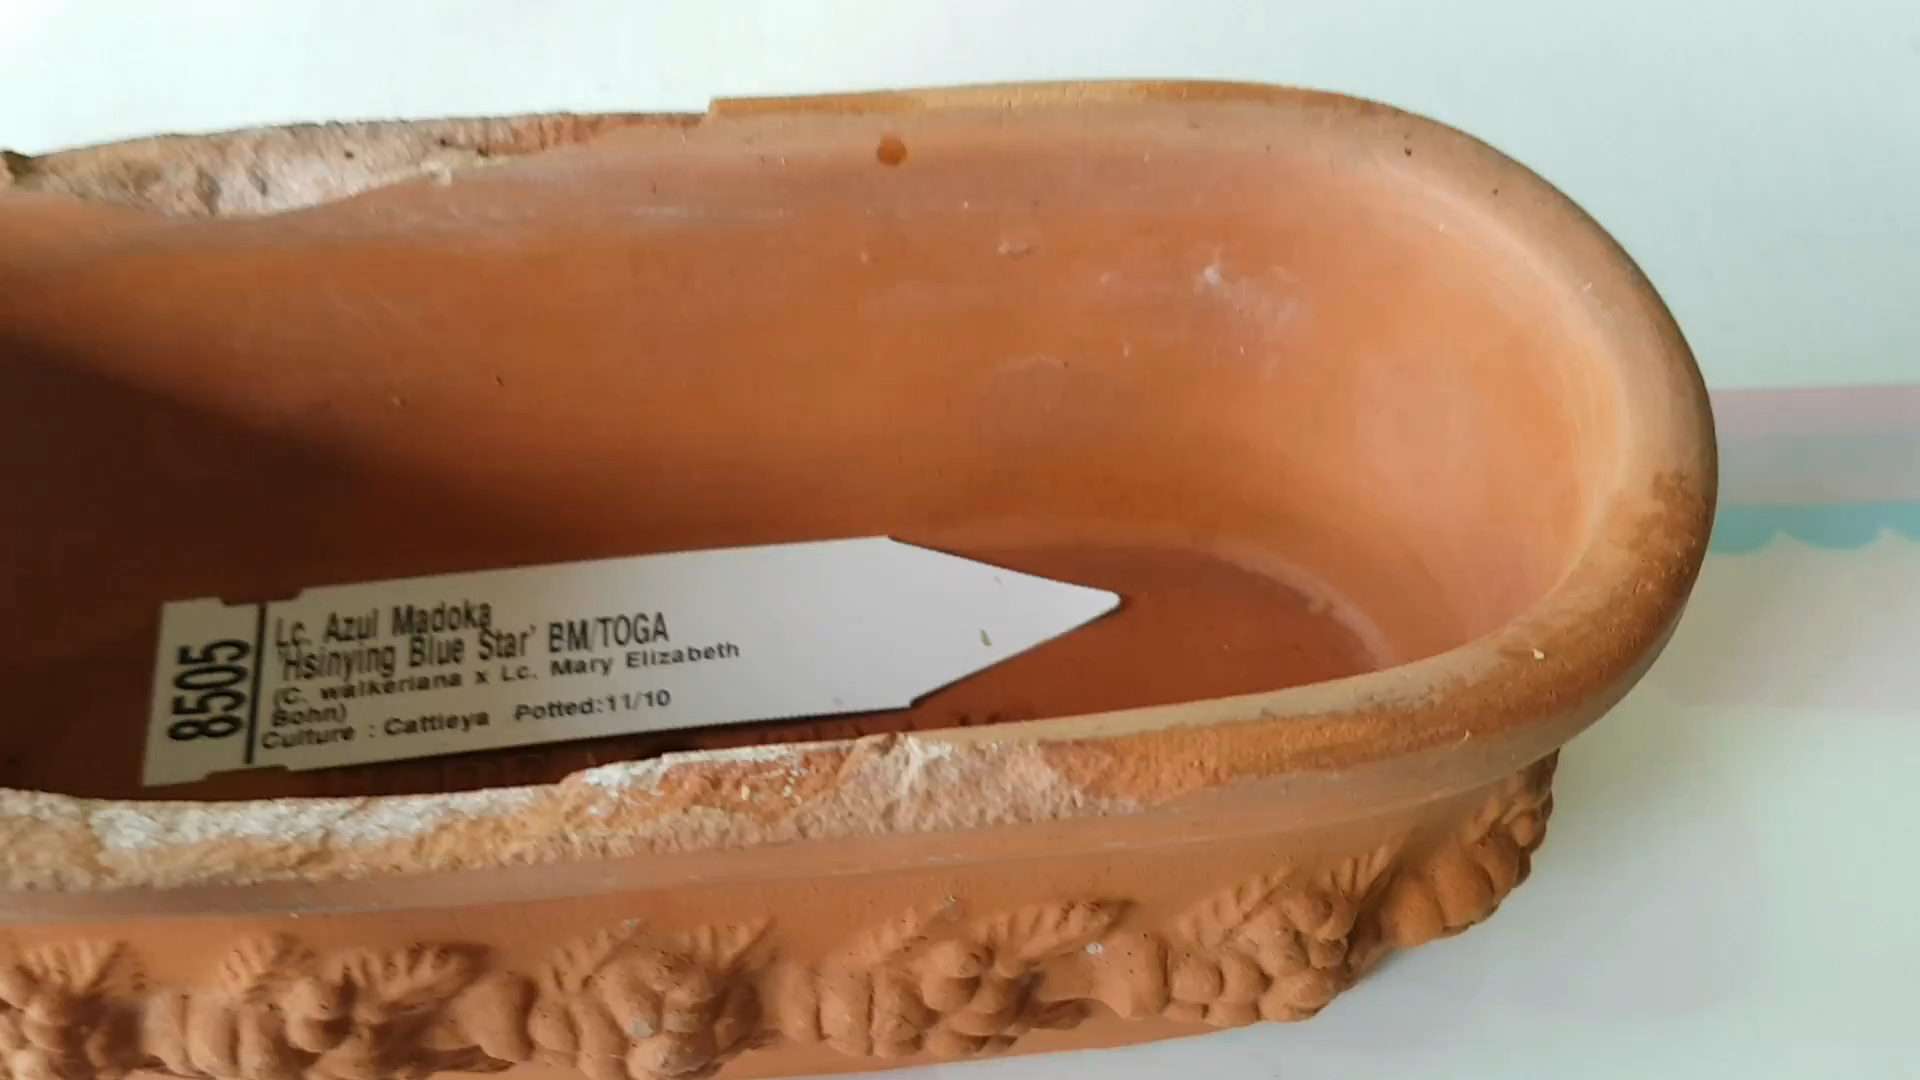 8505
Lc. Azul Madoka
'Hsinying Blue Star' BM/TOGA
(C. walkeriana x Lc. Mary Elizabeth
Bohn)
Culture : Cattleya Potted:11/10